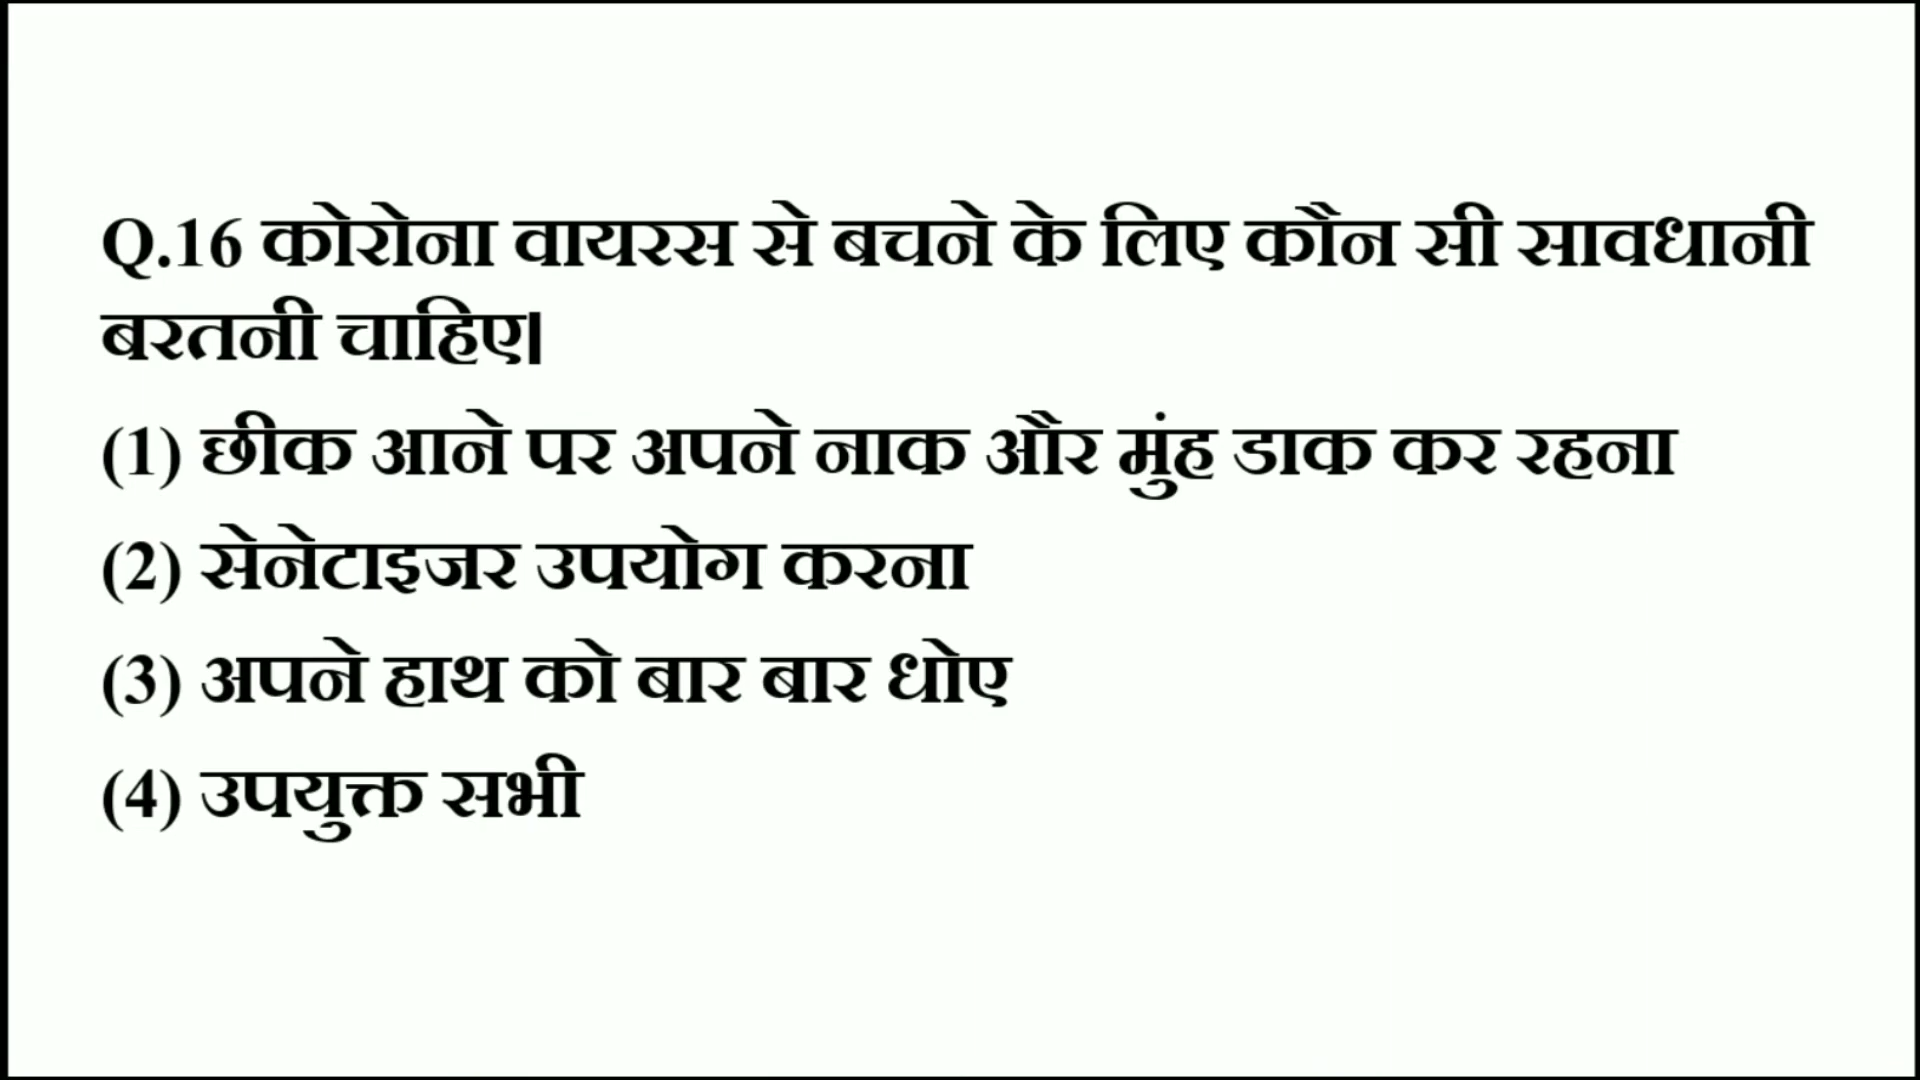 Q.16 कोरोना वायरस से बचने के लिए कौन सी सावधानी
बरतनी चाहिए।
(1) छीक आने पर अपने नाक और मुंह डाक कर रहना
(2) सेनेटाइजर उपयोग करना
(3) अपने हाथ को बार बार धोए
(4) उपयुक्त सभी